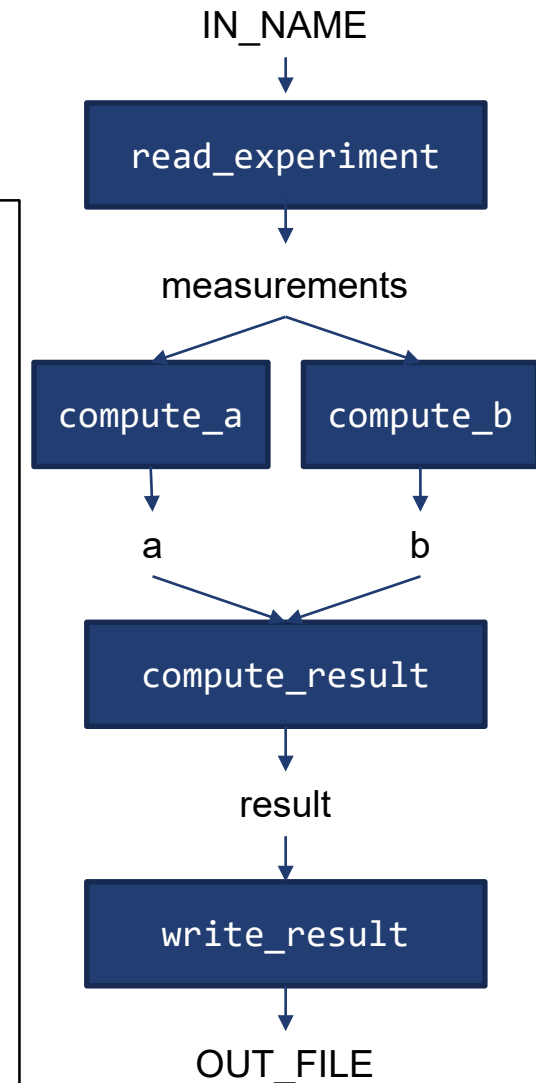 IN_NAME
read_experiment
measurements
compute_a compute_b
a b
compute_result
result
write_result
OUT_FILE